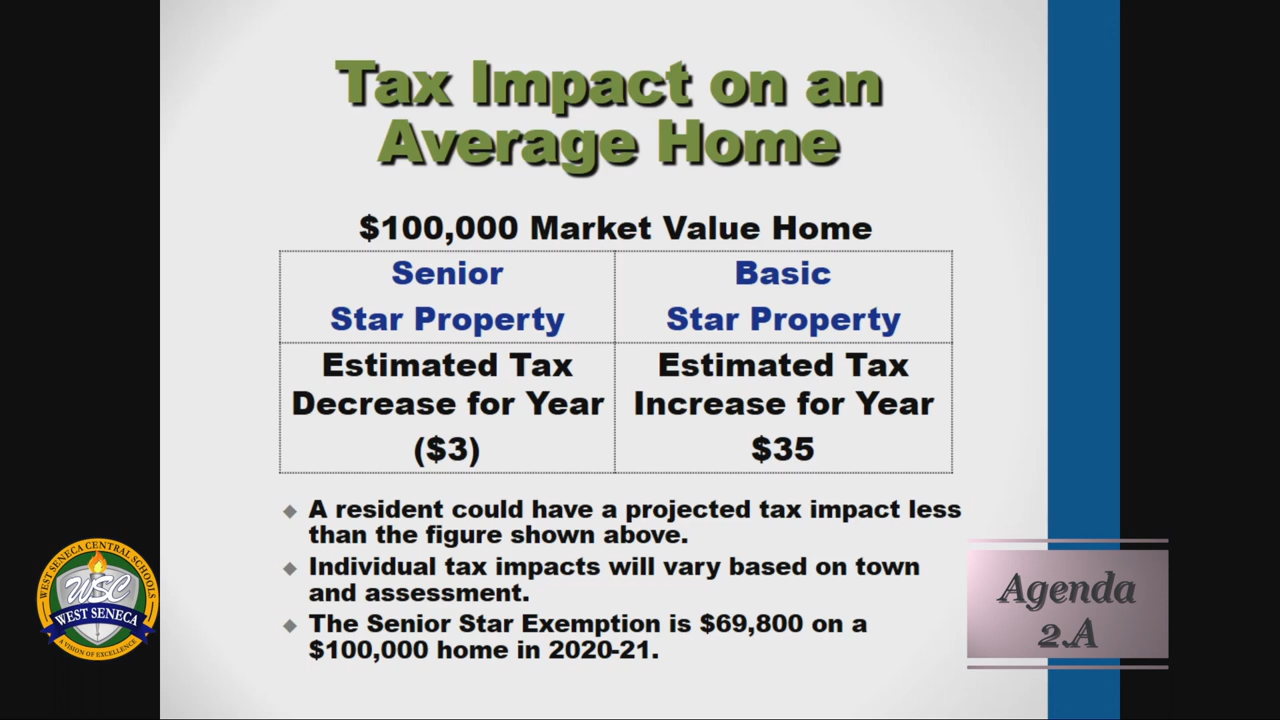 Tax Impact on an
Average Home
$100,000 Market Value Home
Senior
Star Property
Basic
Star Property
Estimated Tax
Decrease for Year
($3)
Estimated Tax
Increase for Year
$35
A resident could have a projected tax impact less
than the figure shown above.
Individual tax impacts will vary based on town
and assessment.
The Senior Star Exemption is $69,800 on a
$100,000 home in 2020-21.
WEST SENECA CENTRAL SCHOOLS
WSC
WEST SENECA
A VISION OF EXCELLENCE
Agenda
2.A